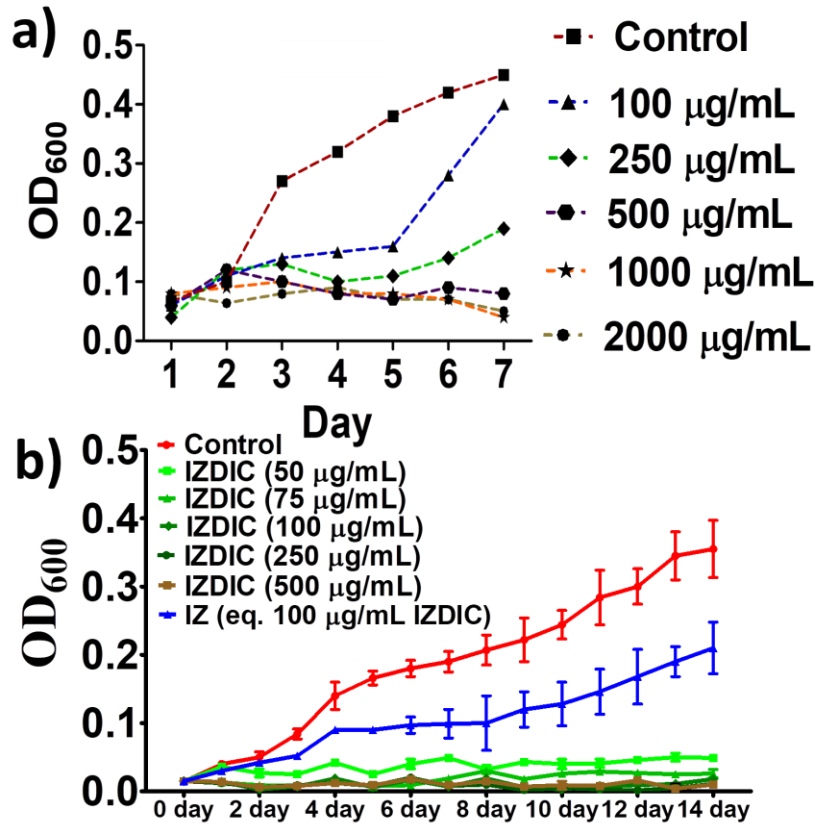 a)
0.5
0.4
0.3
0.2
0.1
0.0
OD600
1 2 3 4 5 6 7
Day
Control
100 µg/mL
250 µg/mL
500 µg/mL
1000 µg/mL
2000 µg/mL
b)
0.5
0.4
0.3
0.2
0.1
0.0
OD600
Control
IZDIC (50 µg/mL)
IZDIC (75 µg/mL)
IZDIC (100 µg/mL)
IZDIC (250 µg/mL)
IZDIC (500 µg/mL)
IZ (eq. 100 µg/mL IZDIC)
0 day 2 day 4 day 6 day 8 day 10 day 12 day 14 day